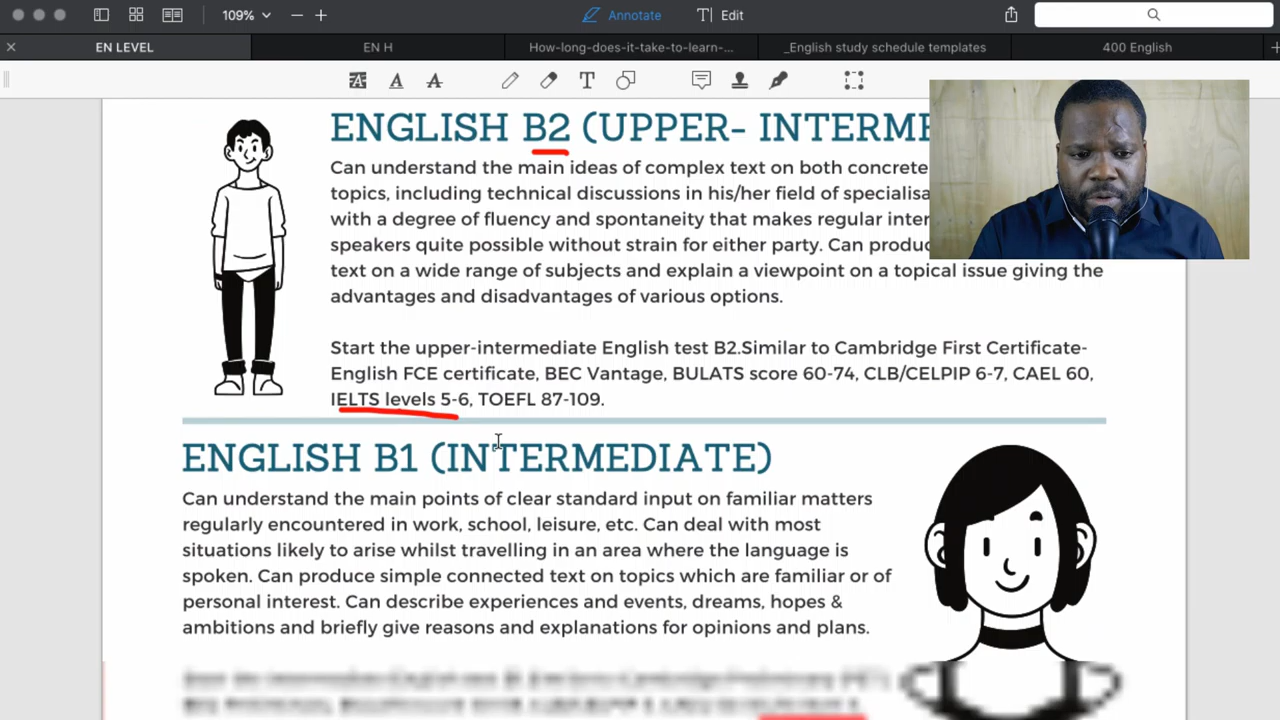 109%
Annotate
T Edit
EN LEVEL
EN H
How-long-does-it-take-to-learn-...
_English study schedule templates
400 English
ENGLISH B2 (UPPER- INTERME
Can understand the main ideas of complex text on both concrete
topics, including technical discussions in his/her field of specialisa
with a degree of fluency and spontaneity that makes regular inter
speakers quite possible without strain for either party. Can produc
text on a wide range of subjects and explain a viewpoint on a topical issue giving the
advantages and disadvantages of various options.
Start the upper-intermediate English test B2.Similar to Cambridge First Certificate-
English FCE certificate, BEC Vantage, BULATS score 60-74, CLB/CELPIP 6-7, CAEL 60,
IELTS levels 5-6, TOEFL 87-109.
ENGLISH B1 (INTERMEDIATE)
Can understand the main points of clear standard input on familiar matters
regularly encountered in work, school, leisure, etc. Can deal with most
situations likely to arise whilst travelling in an area where the language is
spoken. Can produce simple connected text on topics which are familiar or of
personal interest. Can describe experiences and events, dreams, hopes &
ambitions and briefly give reasons and explanations for opinions and plans.